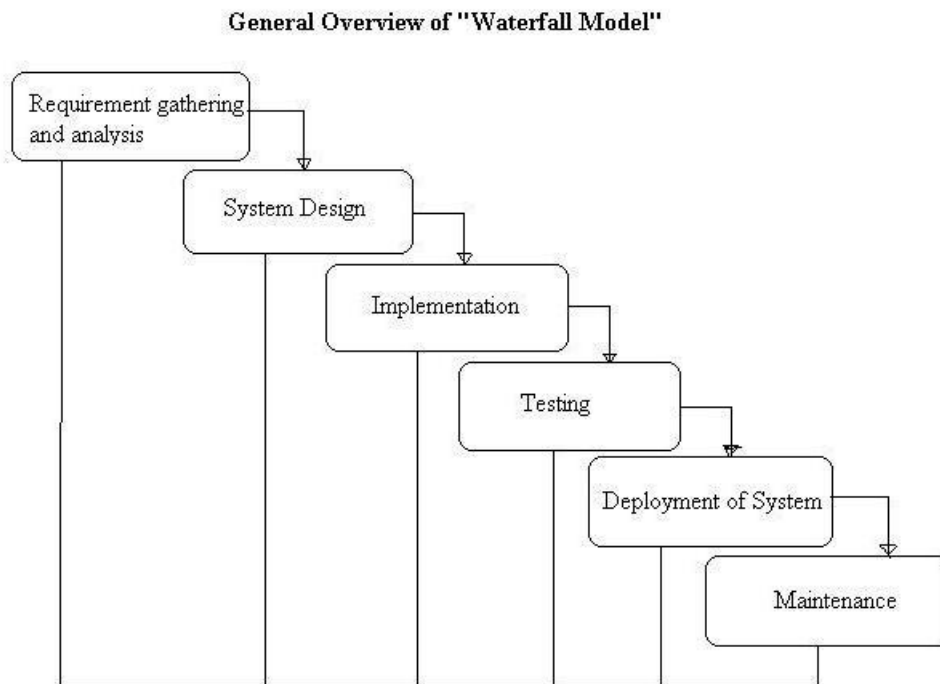 General Overview of "Waterfall Model"
Requirement gathering
and analysis
System Design
Implementation
Testing
Deployment of System
Maintenance